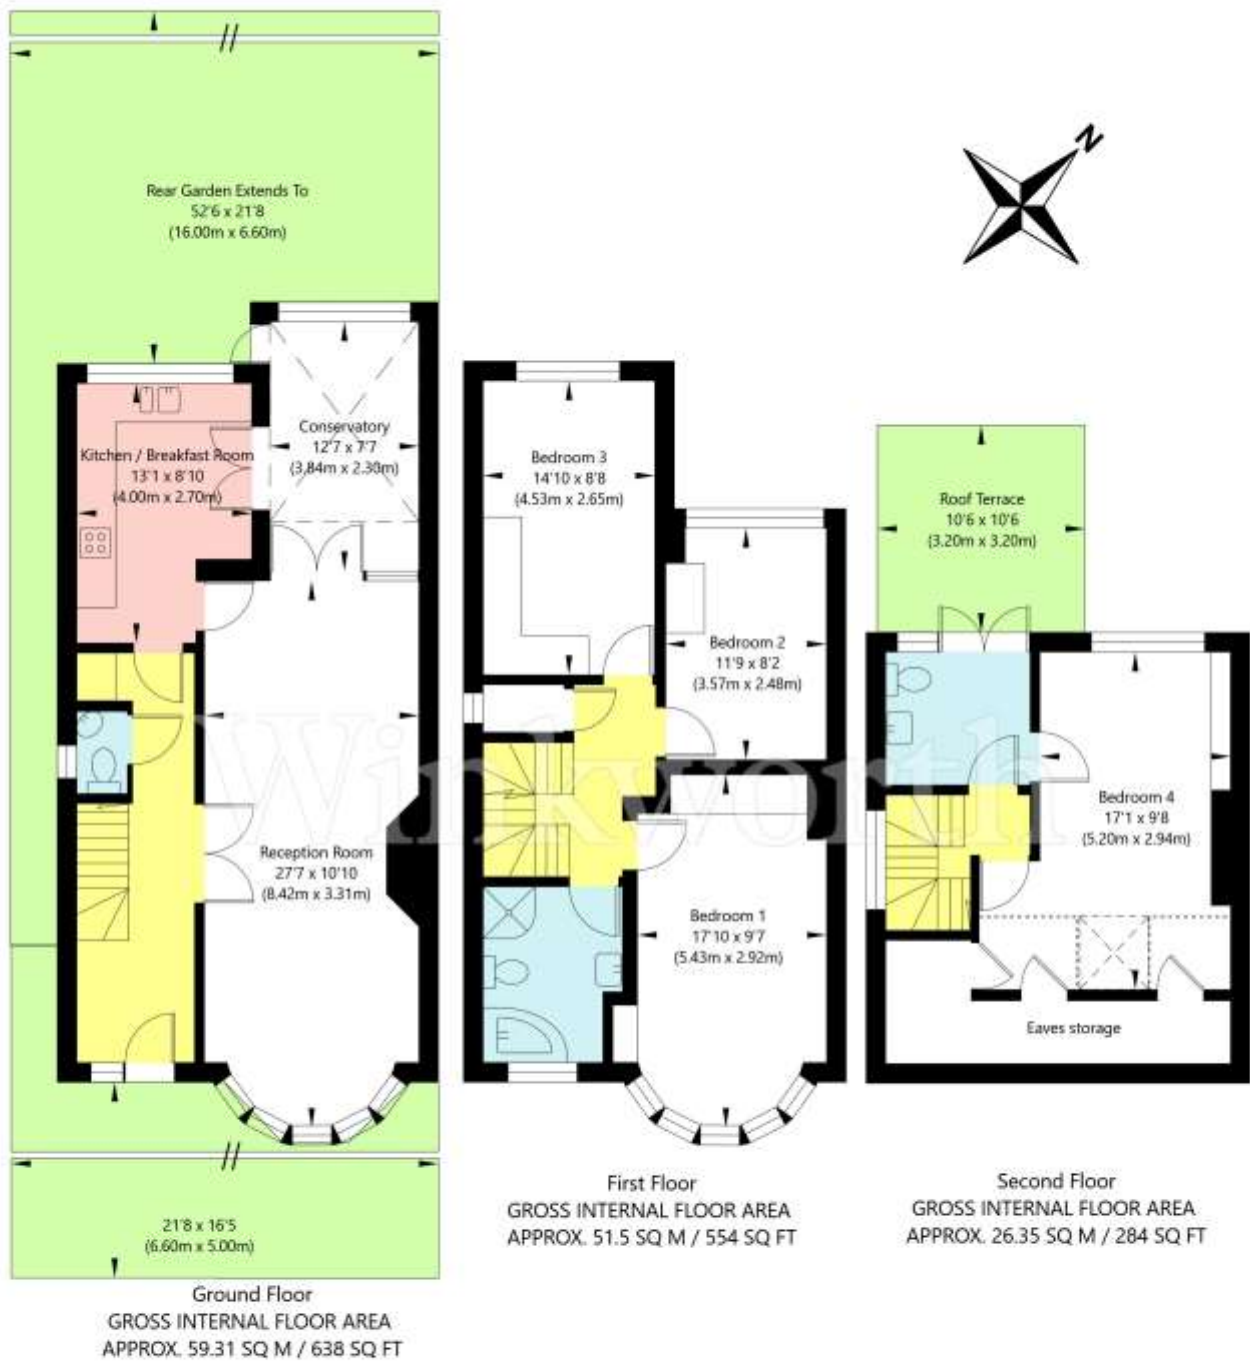 Rear Garden Extends To
52'6 x 21'8
(16.00m x 6.60m)
N
Conservatory
12'7 x 7'7
(3.84m x 2.30m)
Kitchen / Breakfast Room
13'1 x 8'10
(4.00m x 2.70m)
Bedroom 3
14'10 x 8'8
(4.53m x 2.65m)
Roof Terrace
10'6 x 10'6
(3.20m x 3.20m)
Bedroom 2
11'9 x 8'2
(3.57m x 2.48m)
Winkworth
Reception Room
27'7 x 10'10
(8.42m x 3.31m)
Bedroom 4
17'1 x 9'8
(5.20m x 2.94m)
Bedroom 1
17'10 x 9'7
(5.43m x 2.92m)
Eaves storage
21'8 x 16'5
(6.60m x 5.00m)
Ground Floor
GROSS INTERNAL FLOOR AREA
APPROX. 59.31 SQ M / 638 SQ FT
First Floor
GROSS INTERNAL FLOOR AREA
APPROX. 51.5 SQ M / 554 SQ FT
Second Floor
GROSS INTERNAL FLOOR AREA
APPROX. 26.35 SQ M / 284 SQ FT